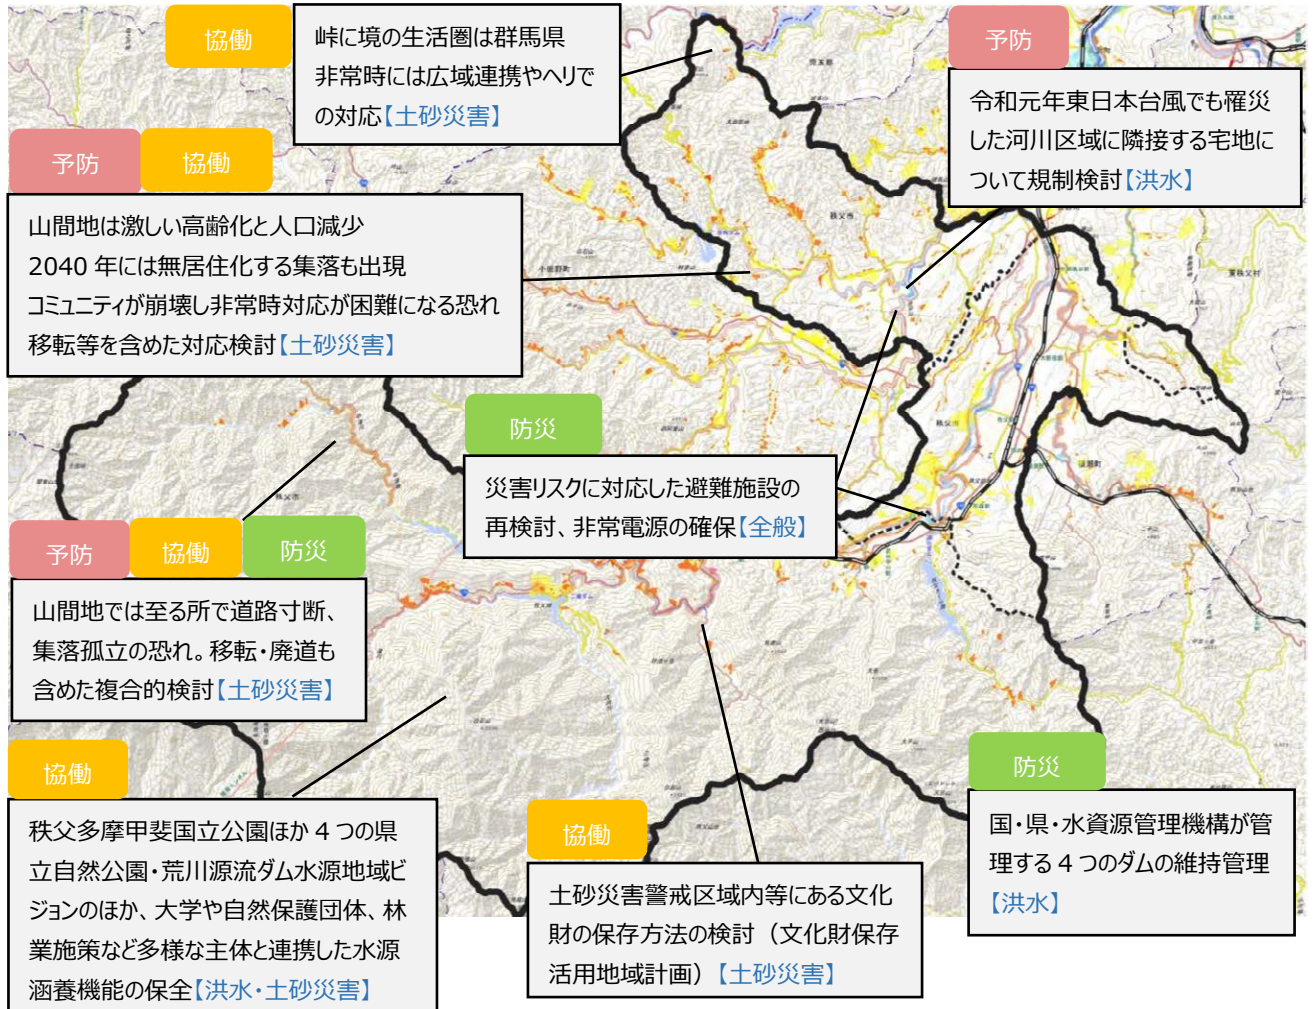 協働
峠に境の生活圏は群馬県
非常時には広域連携やヘリで
の対応【土砂災害】
予防
令和元年東日本台風でも罹災
した河川区域に隣接する宅地に
ついて規制検討【洪水】
予防
協働
山間地は激しい高齢化と人口減少
2040 年には無居住化する集落も出現
コミュニティが崩壊し非常時対応が困難になる恐れ
移転等を含めた対応検討【土砂災害】
防災
災害リスクに対応した避難施設の
再検討、非常電源の確保【全般】
予防
協働
防災
山間地では至る所で道路寸断、
集落孤立の恐れ。移転・廃道も
含めた複合的検討【土砂災害】
協働
秩父多摩甲斐国立公園ほか 4 つの県
立自然公園・荒川源流ダム水源地域ビ
ジョンのほか、大学や自然保護団体、林
業施策など多様な主体と連携した水源
涵養機能の保全【洪水・土砂災害】
協働
土砂災害警戒区域内等にある文化
財の保存方法の検討（文化財保存
活用地域計画）【土砂災害】
防災
国・県・水資源管理機構が管
理する 4 つのダムの維持管理
【洪水】
秩父市
小鹿野町
東秩父村
秩父市
秩父市